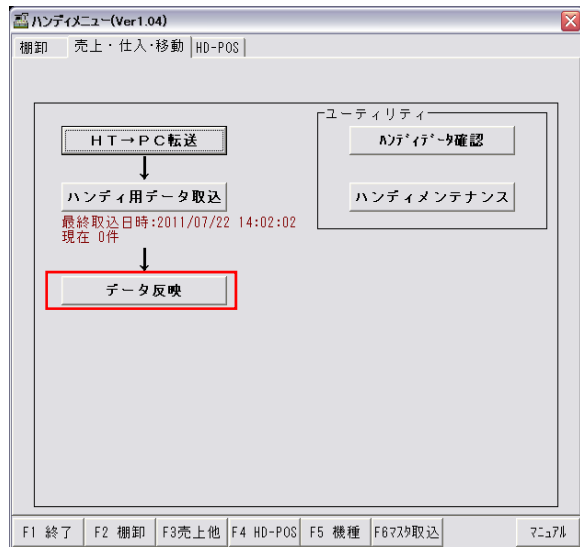 ハンディメニュー(Ver1.04)
棚卸 売上・仕入・移動 HD-POS
ユーティリティ
HT→PC転送
ﾊﾝﾃﾞｨﾃﾞｰﾀ確認
ハンディ用データ取込
ハンディメンテナンス
最終取込日時:2011/07/22 14:02:02
現在 0件
データ反映
F1 終了 F2 棚卸 F3売上他 F4 HD-POS F5 機種 F6ﾏｽﾀ取込 ﾏﾆｭｱﾙ